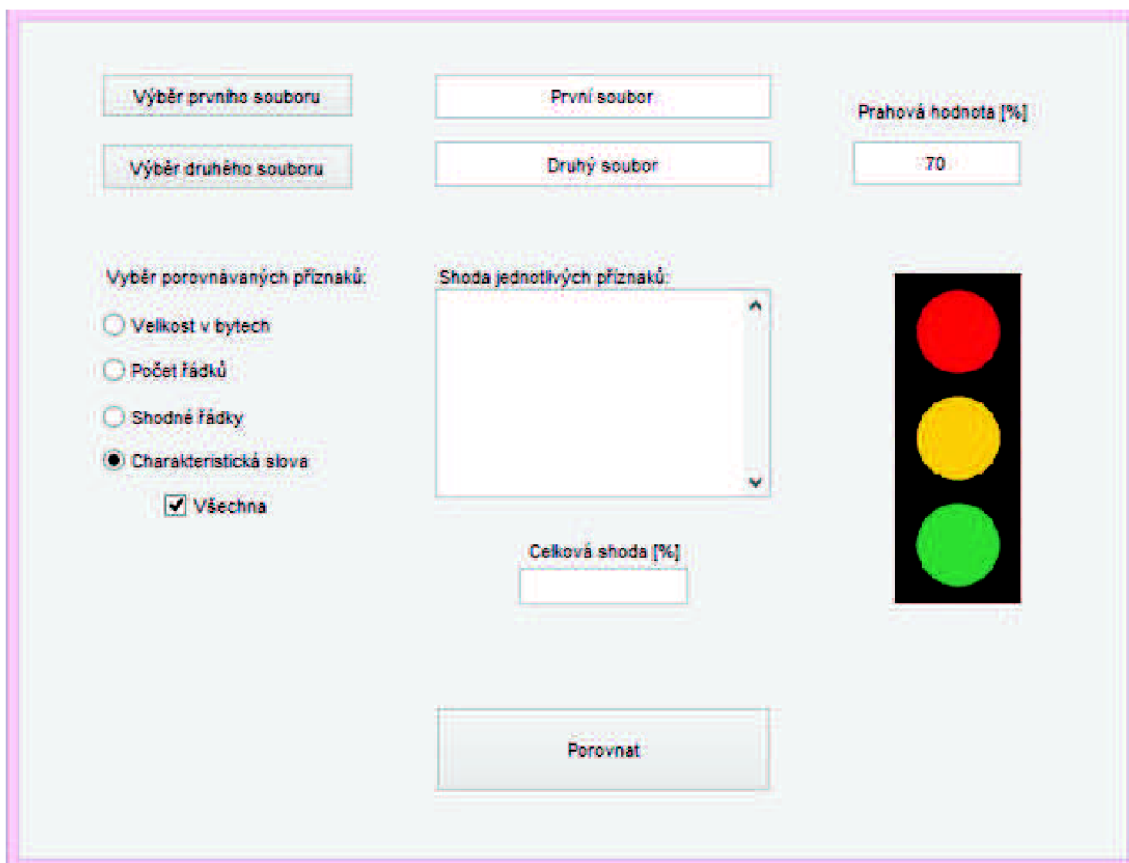 Výběr prvního souboru
První soubor
Prahová hodnota [%]
Výběr druhého souboru
Druhý soubor
70
Vyběr porovnávaných příznaků:
Shoda jednotlivých příznaků:
Velikost v bytech
Počet řádků
Shodné řádky
Charakteristická slova
Všechna
Celková shoda [%]
Porovnat